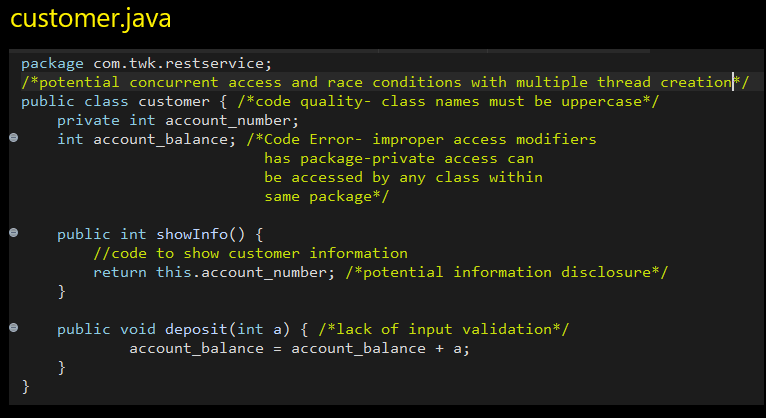 customer.java
package com.twk.restservice;
/*potential concurrent access and race conditions with multiple thread creation*/
public class customer { /*code quality- class names must be uppercase*/
    private int account_number;
    int account_balance; /*Code Error- improper access modifiers
                           has package-private access can
                           be accessed by any class within
                           same package*/
    public int showInfo() {
        //code to show customer information
        return this.account_number; /*potential information disclosure*/
    }
    public void deposit(int a) { /*lack of input validation*/
            account_balance = account_balance + a;
    }
}